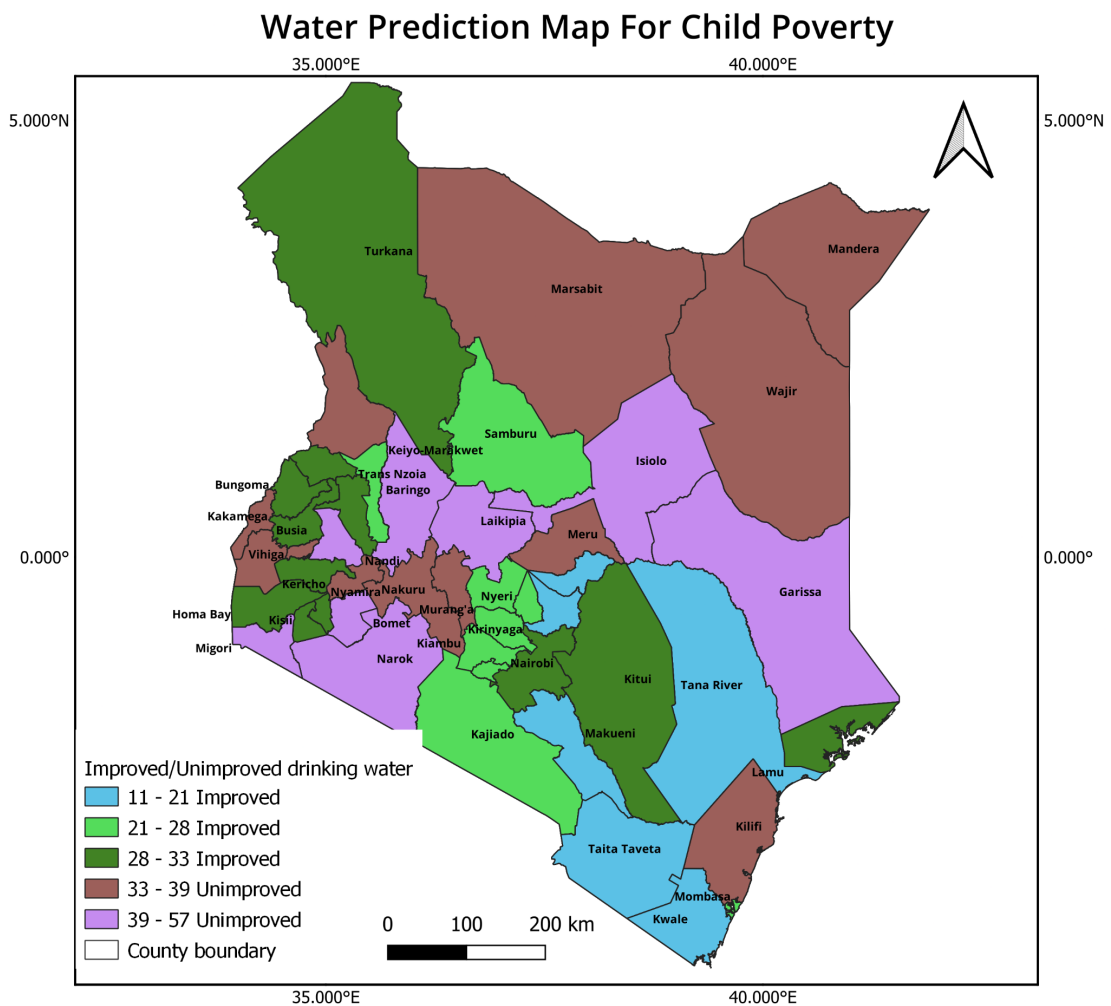 Water Prediction Map For Child Poverty
35.000°E 40.000°E
5.000°N 5.000°N
Turkana
Mandera
Marsabit
Wajir
Samburu
Keiyo-Marakwet
Isiolo
Trans Nzoia
Bungoma
Baringo
Kakamega
Laikipia
Busia
Meru
0.000° 0.000°
Vihiga
Nandi
Kericho
Nyamira
Nakuru
Garissa
Nyeri
Murang'a
Homa Bay
Kisii
Bomet
Kirinyaga
Kiambu
Migori
Narok
Nairobi
Kitui
Tana River
Kajiado
Makueni
Lamu
Kilifi
Taita Taveta
Mombasa
Kwale
Improved/Unimproved drinking water
11 - 21 Improved
21 - 28 Improved
28 - 33 Improved
33 - 39 Unimproved
39 - 57 Unimproved
County boundary
0 100 200 km
35.000°E 40.000°E